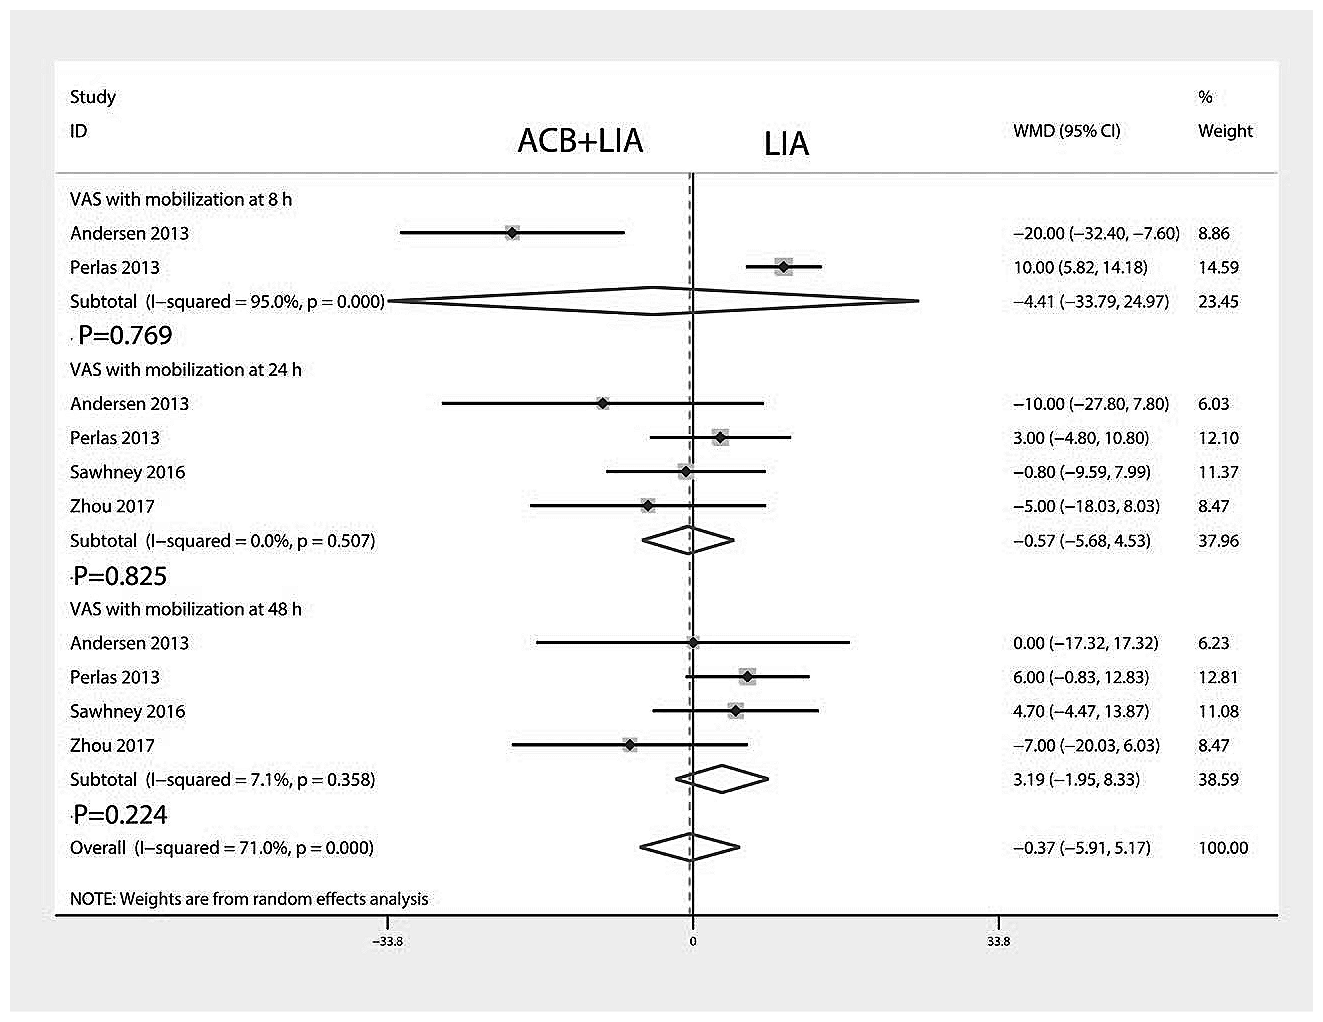 Study %
ID ACB+LIA LIA WMD (95% CI) Weight
VAS with mobilization at 8 h
Andersen 2013 −20.00 (−32.40, −7.60) 8.86
Perlas 2013 10.00 (5.82, 14.18) 14.59
Subtotal (I−squared = 95.0%, p = 0.000) −4.41 (−33.79, 24.97) 23.45
. P=0.769
VAS with mobilization at 24 h
Andersen 2013 −10.00 (−27.80, 7.80) 6.03
Perlas 2013 3.00 (−4.80, 10.80) 12.10
Sawhney 2016 −0.80 (−9.59, 7.99) 11.37
Zhou 2017 −5.00 (−18.03, 8.03) 8.47
Subtotal (I−squared = 0.0%, p = 0.507) −0.57 (−5.68, 4.53) 37.96
.P=0.825
VAS with mobilization at 48 h
Andersen 2013 0.00 (−17.32, 17.32) 6.23
Perlas 2013 6.00 (−0.83, 12.83) 12.81
Sawhney 2016 4.70 (−4.47, 13.87) 11.08
Zhou 2017 −7.00 (−20.03, 6.03) 8.47
Subtotal (I−squared = 7.1%, p = 0.358) 3.19 (−1.95, 8.33) 38.59
.P=0.224
Overall (I−squared = 71.0%, p = 0.000) −0.37 (−5.91, 5.17) 100.00
NOTE: Weights are from random effects analysis
−33.8 0 33.8